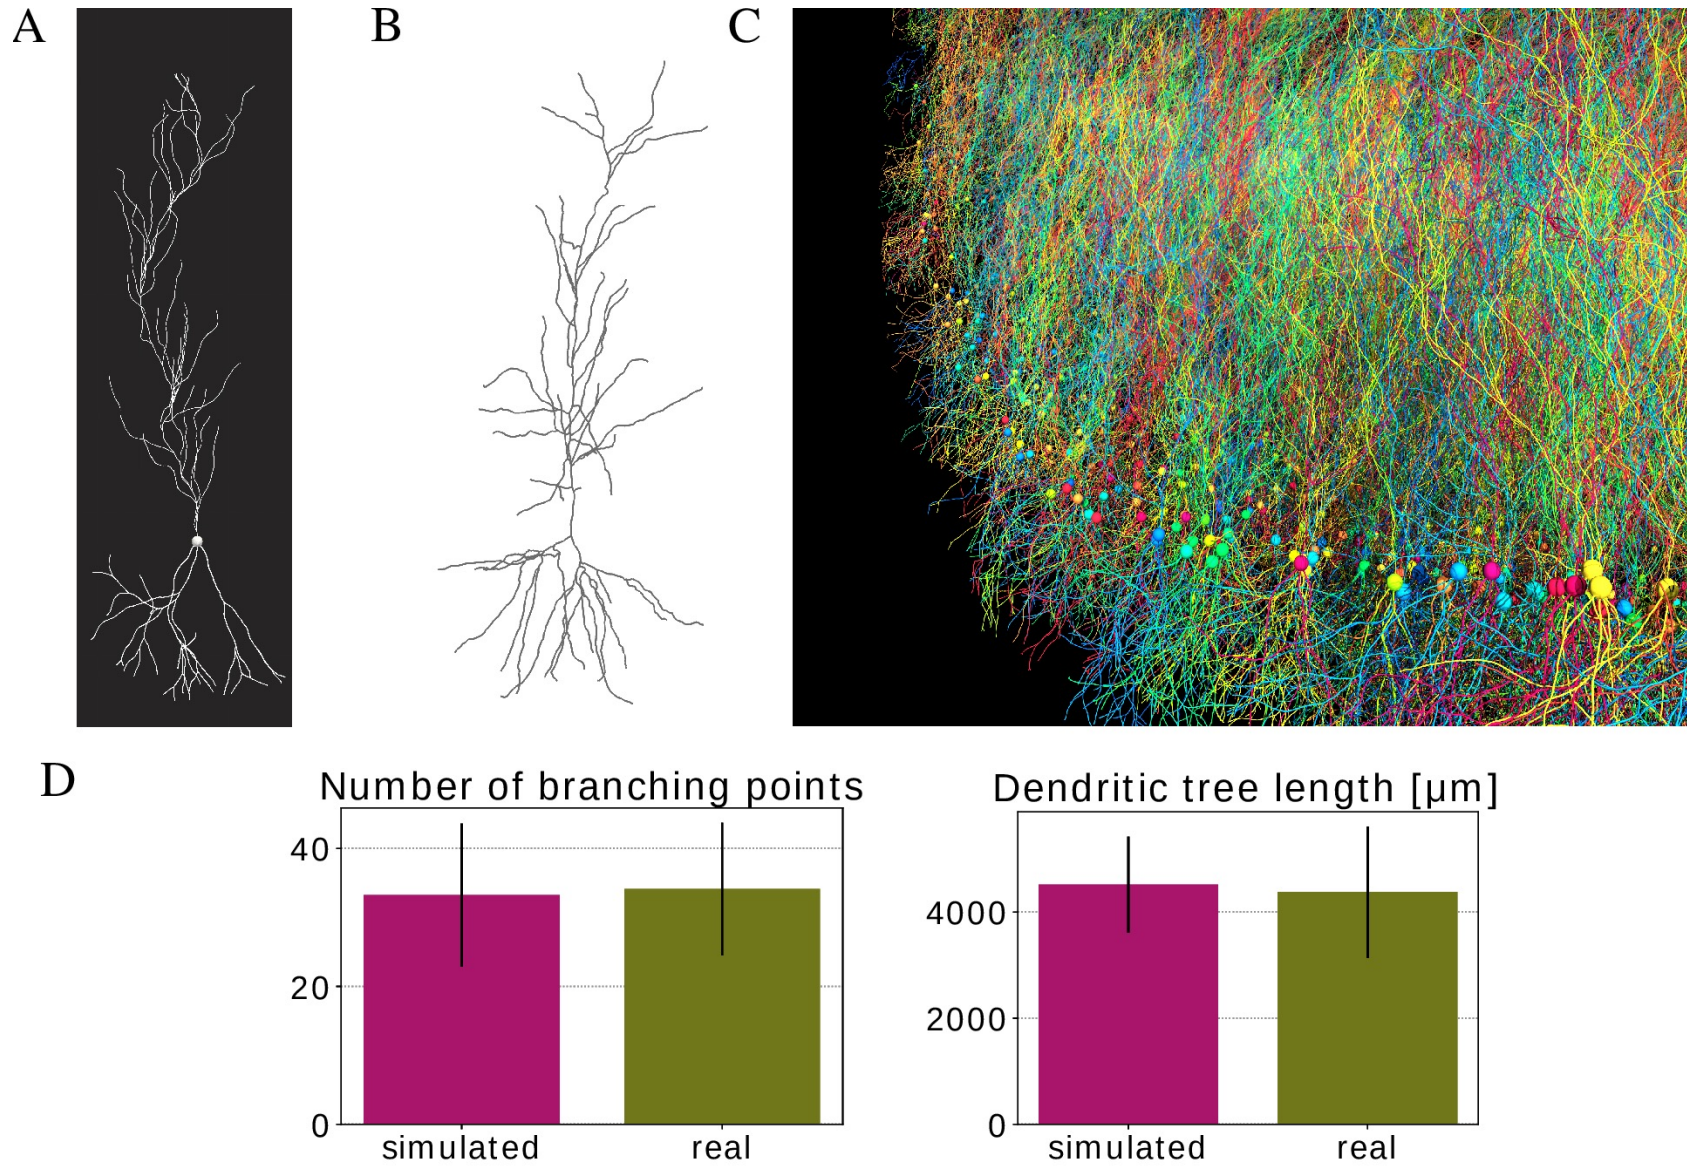 A
B
C
D
Number of branching points
40
20
0
simulated
real
Dendritic tree length [µm]
4000
2000
0
simulated
real